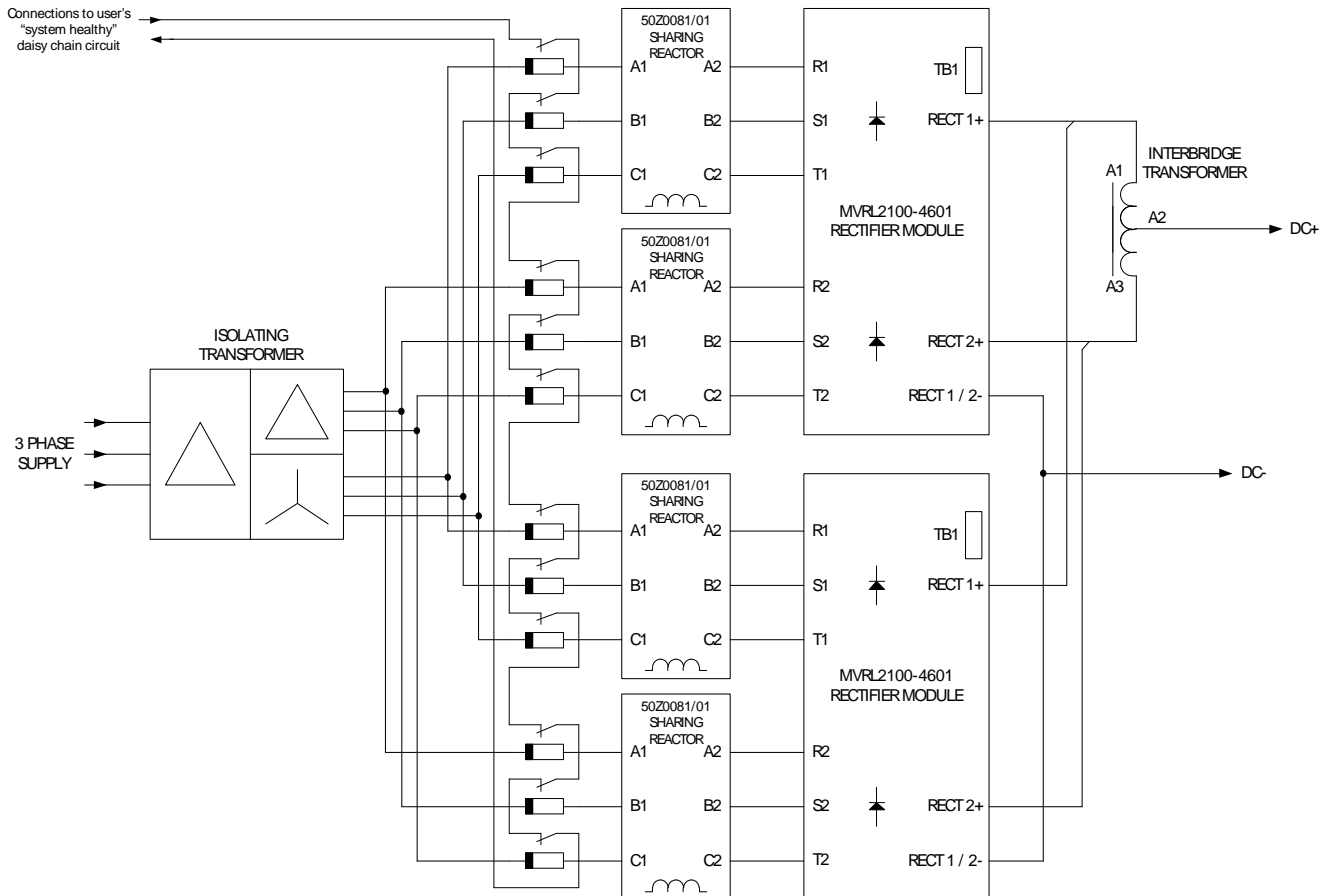 Connections to user's
"system healthy"
daisy chain circuit
50Z0081/01
SHARING
REACTOR
A1 A2
B1 B2
C1 C2
R1
S1
T1
TB1
RECT 1+
MVRL2100-4601
RECTIFIER MODULE
50Z0081/01
SHARING
REACTOR
A1 A2
B1 B2
C1 C2
R2
S2
T2
RECT 2+
RECT 1 / 2-
INTERBRIDGE
TRANSFORMER
A1
A2
A3
DC+
ISOLATING
TRANSFORMER
3 PHASE
SUPPLY
DC-
50Z0081/01
SHARING
REACTOR
A1 A2
B1 B2
C1 C2
R1
S1
T1
TB1
RECT 1+
MVRL2100-4601
RECTIFIER MODULE
50Z0081/01
SHARING
REACTOR
A1 A2
B1 B2
C1 C2
R2
S2
T2
RECT 2+
RECT 1 / 2-